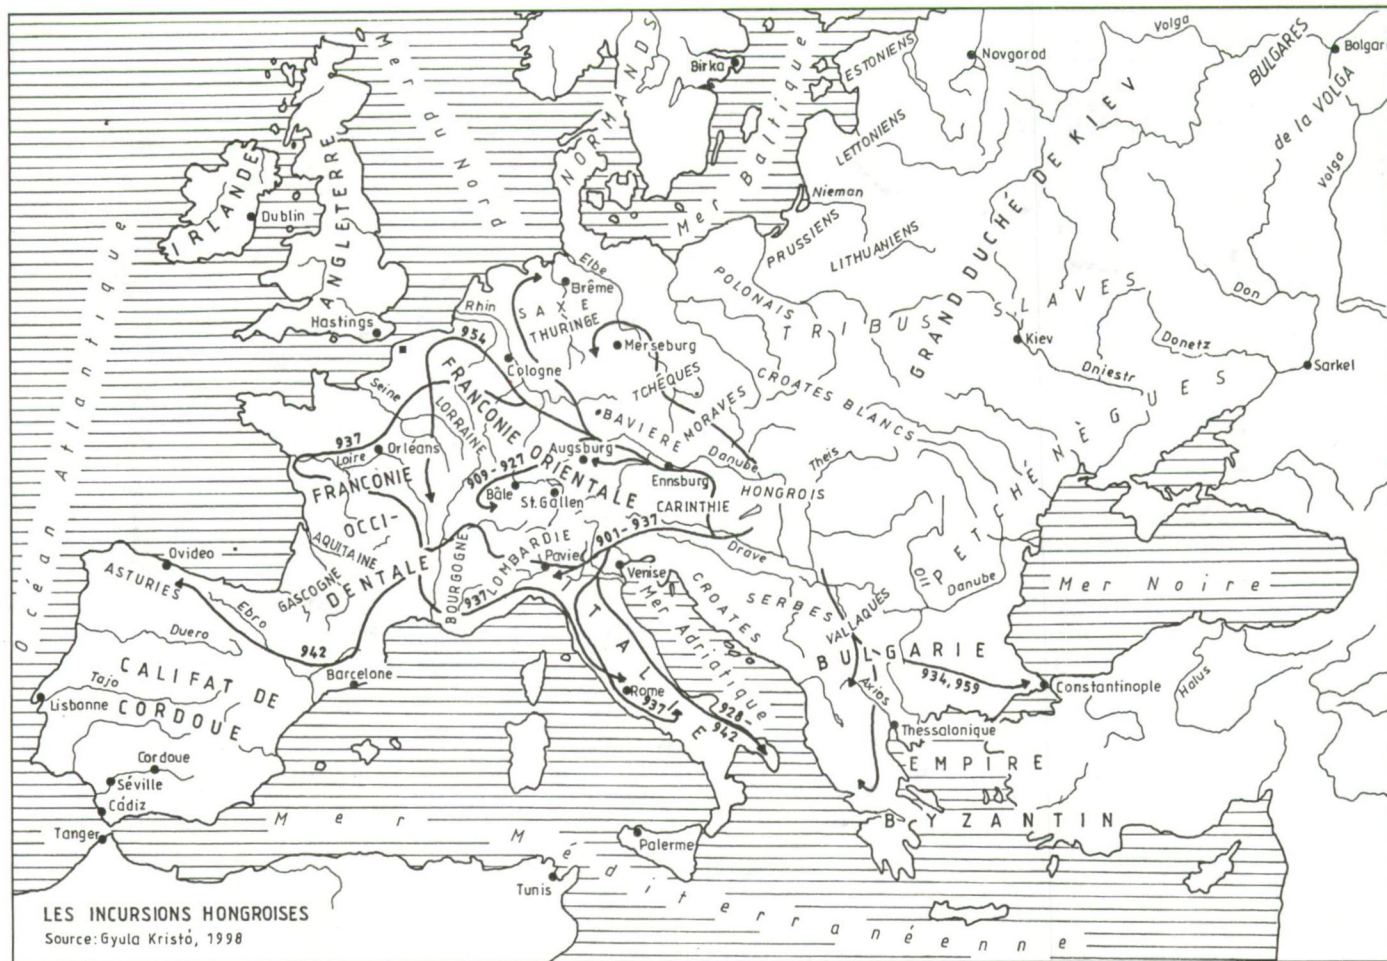 Mer du Nord
NORMANDS
Birka
Mer Baltique
ESTONIENS
Novgorod
Volga
BULGARES
de la VOLGA
Bolgar
Volga
LETTONIENS
Nieman
PRUSSIENS
LITHUANIENS
GRAND DUCHÉ DE KIEV
IRLANDE
Dublin
ANGLETERRE
Hastings
Océan Atlantique
Elbe
Brême
SAXE
THURINGE
Rhin
954
Cologne
Merseburg
TCHÈQUES
POLONAIS
TRIBUS SLAVES
Kiev
Don
Donetz
Dniestr
Sarkel
CROATES BLANCS
PETCHÉNÈGUES
Seine
LORRAINE
FRANCONIE
ORIENTALE
BAVIÈRE
MORAVES
937
Loire
Orléans
909-927
Augsburg
Danube
Theis
Ennsburg
HONGROIS
Bâle
St. Gallen
CARINTHIE
FRANCONIE
OCCI-
DENTALE
AQUITAINE
GASCOGNE
BOURGOGNE
LOMBARDIE
Pavie
901-937
Drave
Venise
937
Ovideo
ASTURIES
Ebro
Duero
942
Barcelone
CALIFAT DE
CORDOUE
Tajo
Lisbonne
Cordoue
Séville
Cádiz
Tanger
ITALIE
Rome
937
928-
942
Mer Adriatique
CROATES
SERBES
VALLAQUES
Olt
Danube
Mer Noire
BULGARIE
934, 959
Constantinople
Halus
Axios
Thessalonique
EMPIRE
BYZANTIN
Palerme
Tunis
Mer Méditerranéenne
LES INCURSIONS HONGROISES
Source: Gyula Kristó, 1998